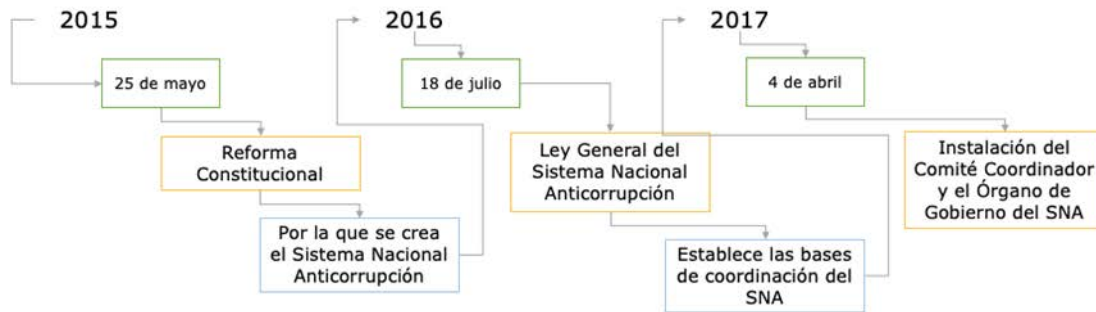 2015
25 de mayo
Reforma
Constitucional
Por la que se crea
el Sistema Nacional
Anticorrupción
2016
18 de julio
Ley General del
Sistema Nacional
Anticorrupción
Establece las bases
de coordinación del
SNA
2017
4 de abril
Instalación del
Comité Coordinador
y el Órgano de
Gobierno del SNA